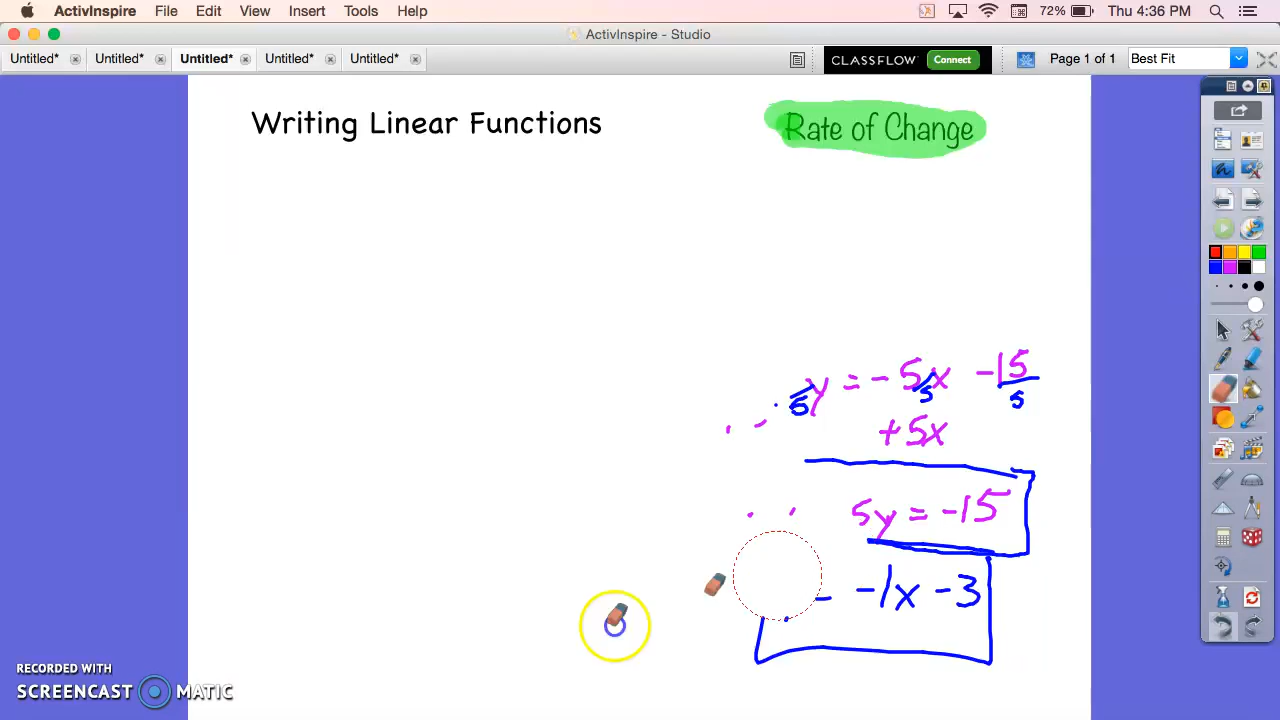 ActivInspire File Edit View Insert Tools Help 72% Thu 4:36 PM
ActivInspire - Studio
Untitled* Untitled* Untitled* Untitled* Untitled* CLASSFLOW Connect Page 1 of 1 Best Fit
Writing Linear Functions Rate of Change
y = -5x -15
5 5 5
+5x
5y = -15
-1x -3
RECORDED WITH
SCREENCAST MATIC